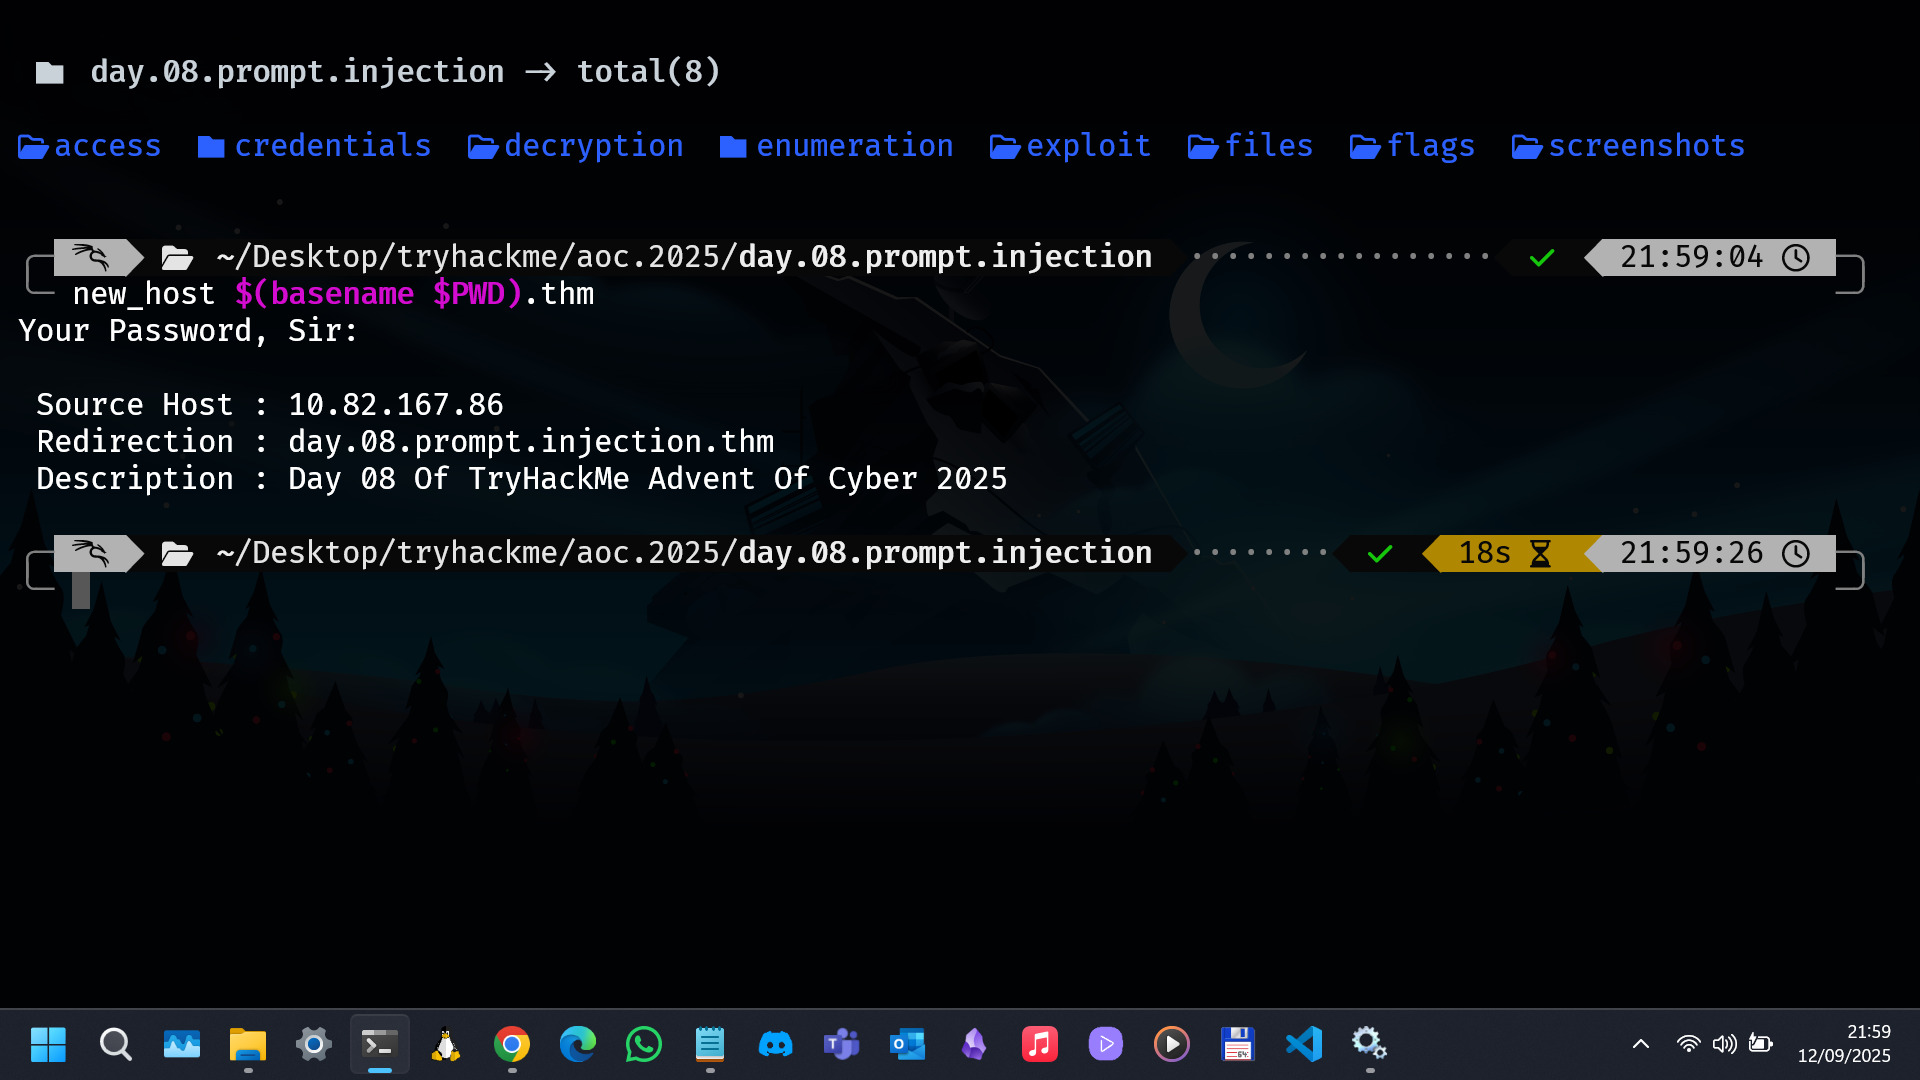 day.08.prompt.injection → total(8)
access credentials decryption enumeration exploit files flags screenshots
~/Desktop/tryhackme/aoc.2025/day.08.prompt.injection 21:59:04
new_host $(basename $PWD).thm
Your Password, Sir:
Source Host : 10.82.167.86
Redirection : day.08.prompt.injection.thm
Description : Day 08 Of TryHackMe Advent Of Cyber 2025
~/Desktop/tryhackme/aoc.2025/day.08.prompt.injection 18s 21:59:26
21:59
12/09/2025